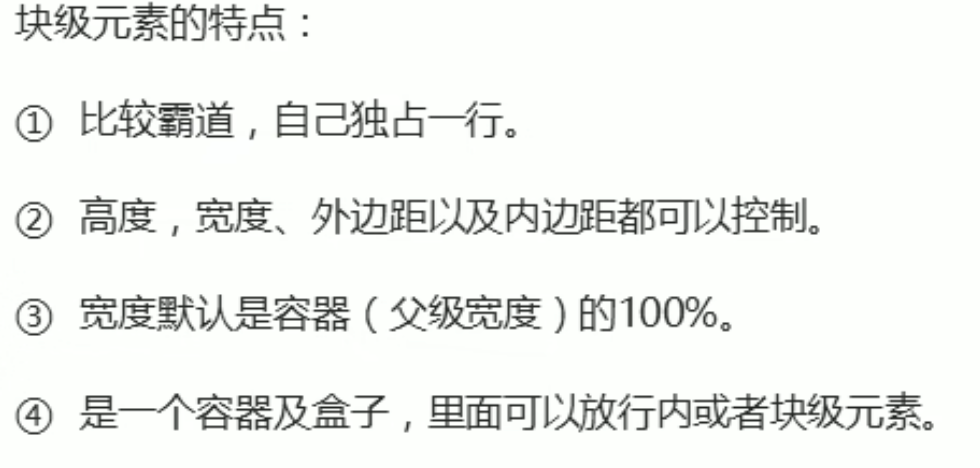 块级元素的特点：
① 比较霸道，自己独占一行。
② 高度，宽度、外边距以及内边距都可以控制。
③ 宽度默认是容器（父级宽度）的100%。
④ 是一个容器及盒子，里面可以放行内或者块级元素。